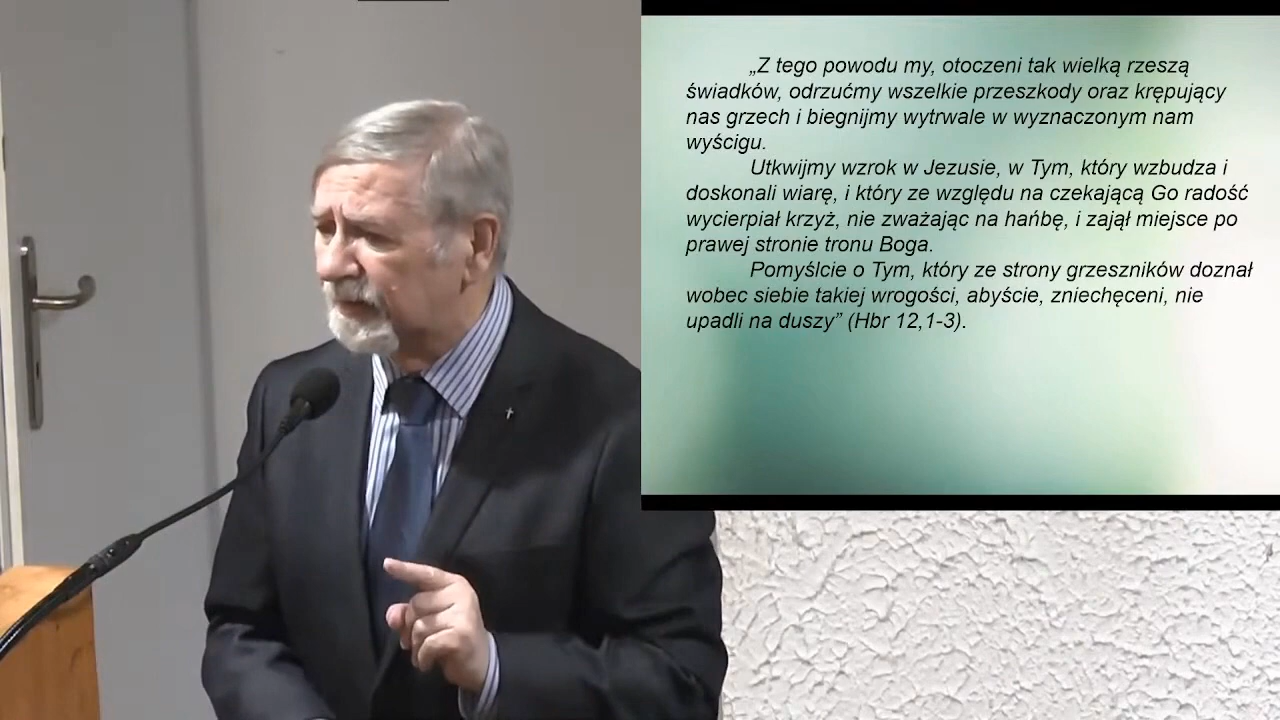 „Z tego powodu my, otoczeni tak wielką rzeszą
świadków, odrzućmy wszelkie przeszkody oraz krępujący
nas grzech i biegnijmy wytrwale w wyznaczonym nam
wyścigu.
Utkwijmy wzrok w Jezusie, w Tym, który wzbudza i
doskonali wiarę, i który ze względu na czekającą Go radość
wycierpiał krzyż, nie zważając na hańbę, i zajął miejsce po
prawej stronie tronu Boga.
Pomyślcie o Tym, który ze strony grzeszników doznał
wobec siebie takiej wrogości, abyście, zniechęceni, nie
upadli na duszy” (Hbr 12,1-3).